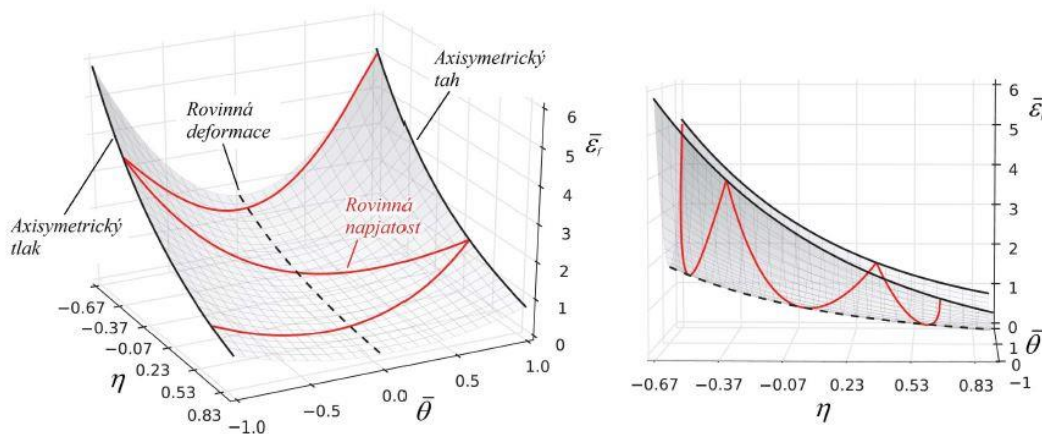 Axisymetrický
tah
Rovinná
deformace
Rovinná
napjatost
Axisymetrický
tlak
6
5
4
3
2
1
0
ε̄f
−0.67
−0.37
−0.07
0.23
0.53
0.83
η
−1.0
−0.5
0.0
0.5
1.0
θ̄
6
5
4
3
2
1
0
1
0
−1
θ̄
−0.67
−0.37
−0.07
0.23
0.53
0.83
η